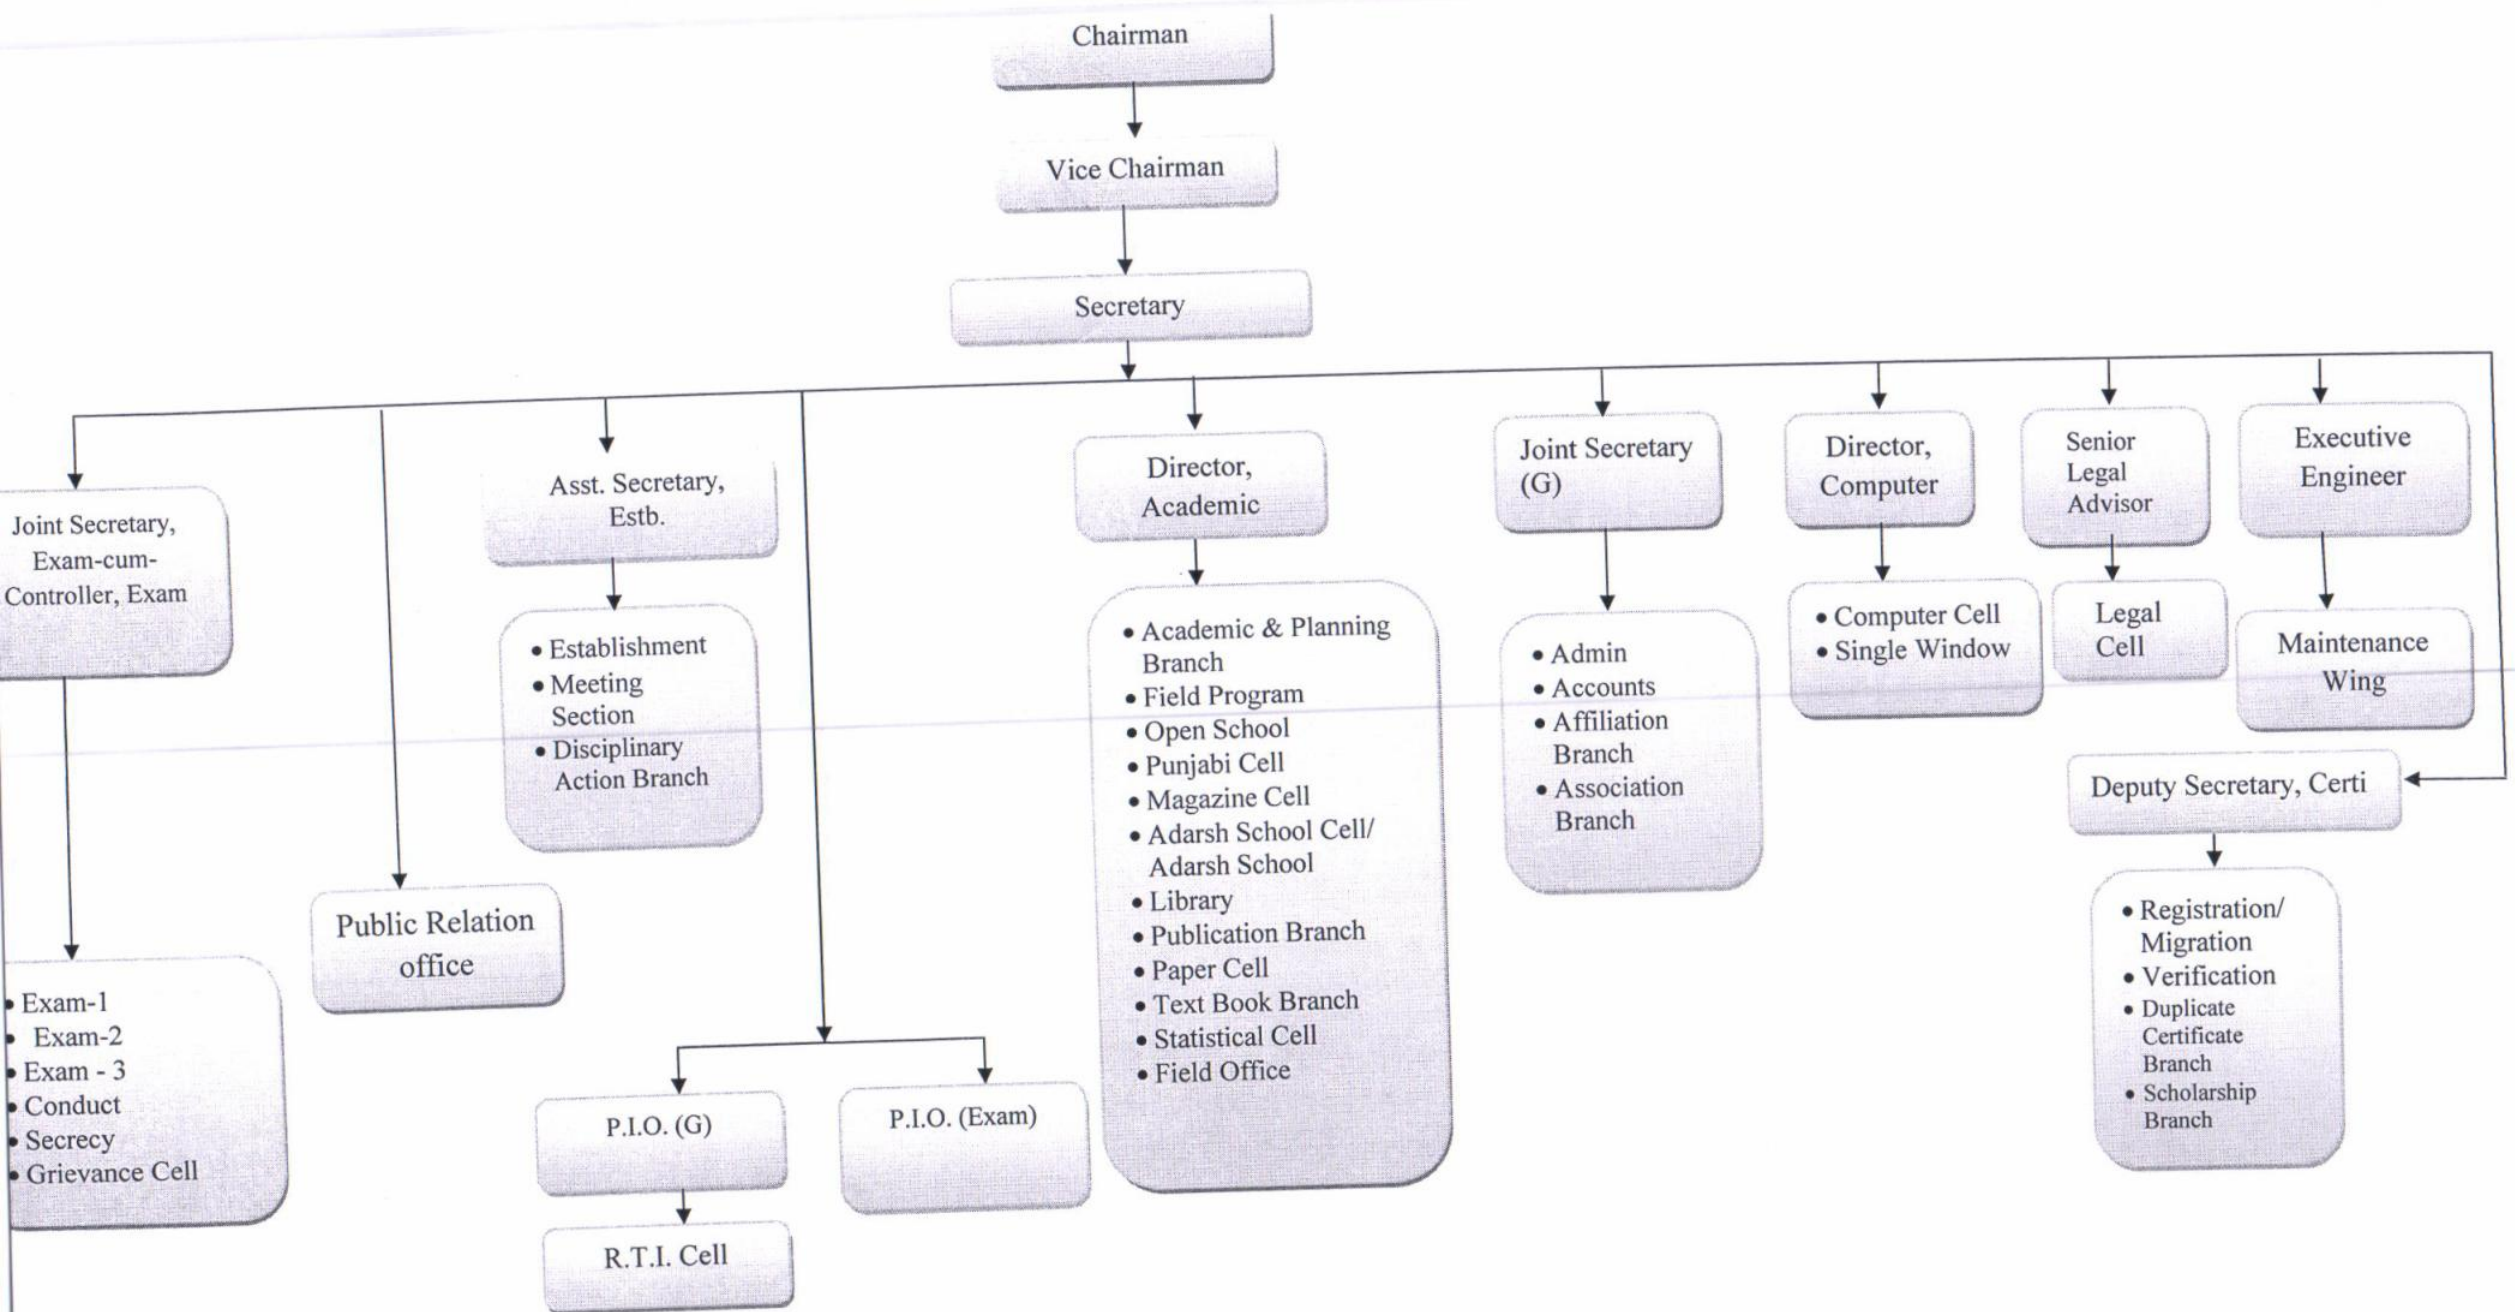 Chairman
Vice Chairman
Secretary
Joint Secretary,
Exam-cum-
Controller, Exam
• Exam-1
• Exam-2
• Exam - 3
• Conduct
• Secrecy
• Grievance Cell
Public Relation
office
Asst. Secretary,
Estb.
• Establishment
• Meeting
Section
• Disciplinary
Action Branch
P.I.O. (G)
R.T.I. Cell
P.I.O. (Exam)
Director,
Academic
• Academic & Planning
Branch
• Field Program
• Open School
• Punjabi Cell
• Magazine Cell
• Adarsh School Cell/
Adarsh School
• Library
• Publication Branch
• Paper Cell
• Text Book Branch
• Statistical Cell
• Field Office
Joint Secretary
(G)
• Admin
• Accounts
• Affiliation
Branch
• Association
Branch
Director,
Computer
• Computer Cell
• Single Window
Senior
Legal
Advisor
Legal
Cell
Executive
Engineer
Maintenance
Wing
Deputy Secretary, Certi
• Registration/
Migration
• Verification
• Duplicate
Certificate
Branch
• Scholarship
Branch